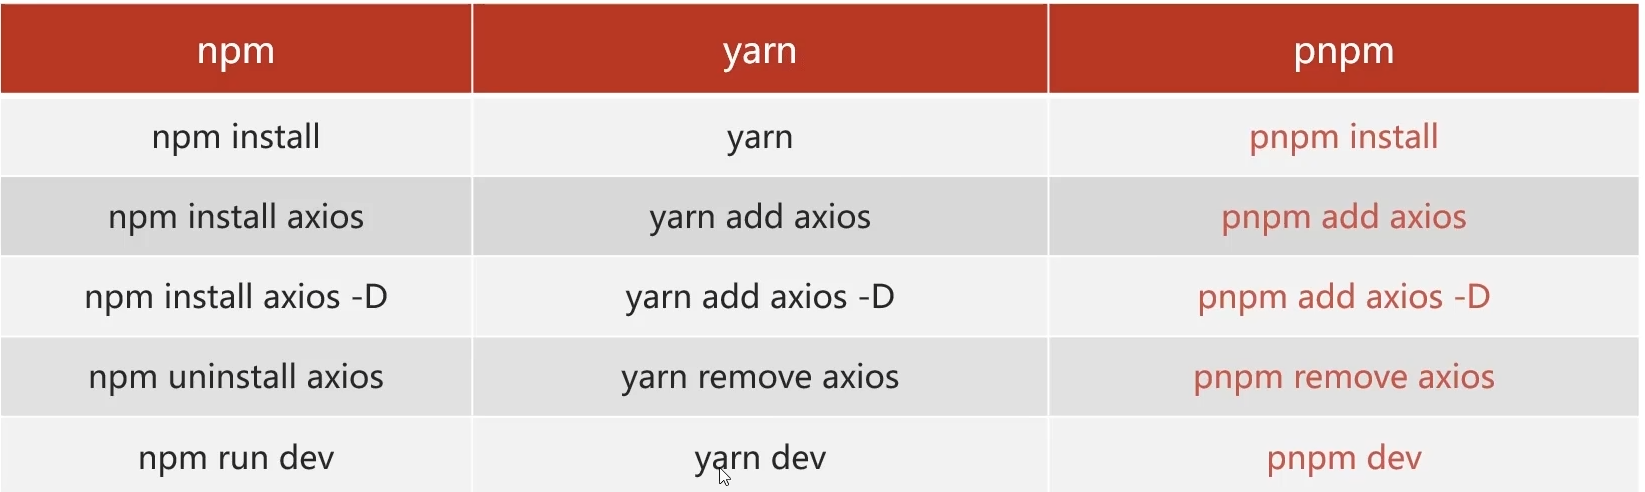 npm yarn pnpm
npm install yarn pnpm install
npm install axios yarn add axios pnpm add axios
npm install axios -D yarn add axios -D pnpm add axios -D
npm uninstall axios yarn remove axios pnpm remove axios
npm run dev yarn dev pnpm dev